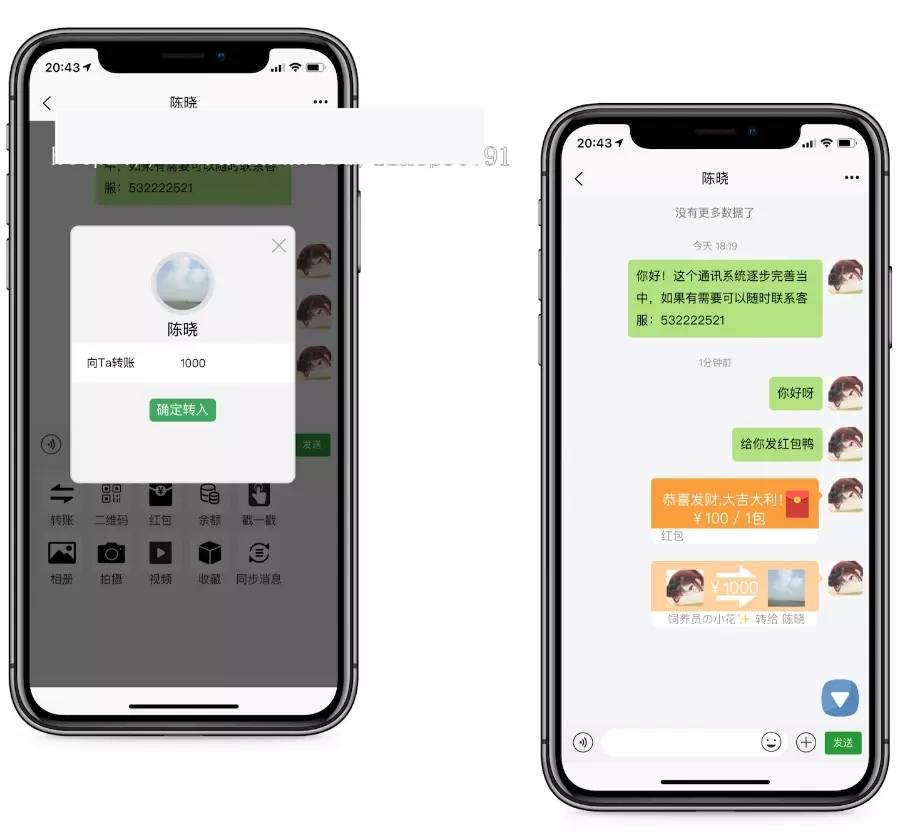 20:43
陈晓
91
中，如果有需要可以随时联系客
服：532222521
陈晓
向Ta转账 1000
确定转入
发送
转账 二维码 红包 余额 戳一戳
相册 拍摄 视频 收藏 同步消息
20:43
陈晓
没有更多数据了
今天 18:19
你好！这个通讯系统逐步完善当
中，如果有需要可以随时联系客
服：532222521
1分钟前
你好呀
给你发红包鸭
恭喜发财,大吉大利!
￥100 / 1包
红包
￥1000
饲养员の小花✨ 转给 陈晓
发送